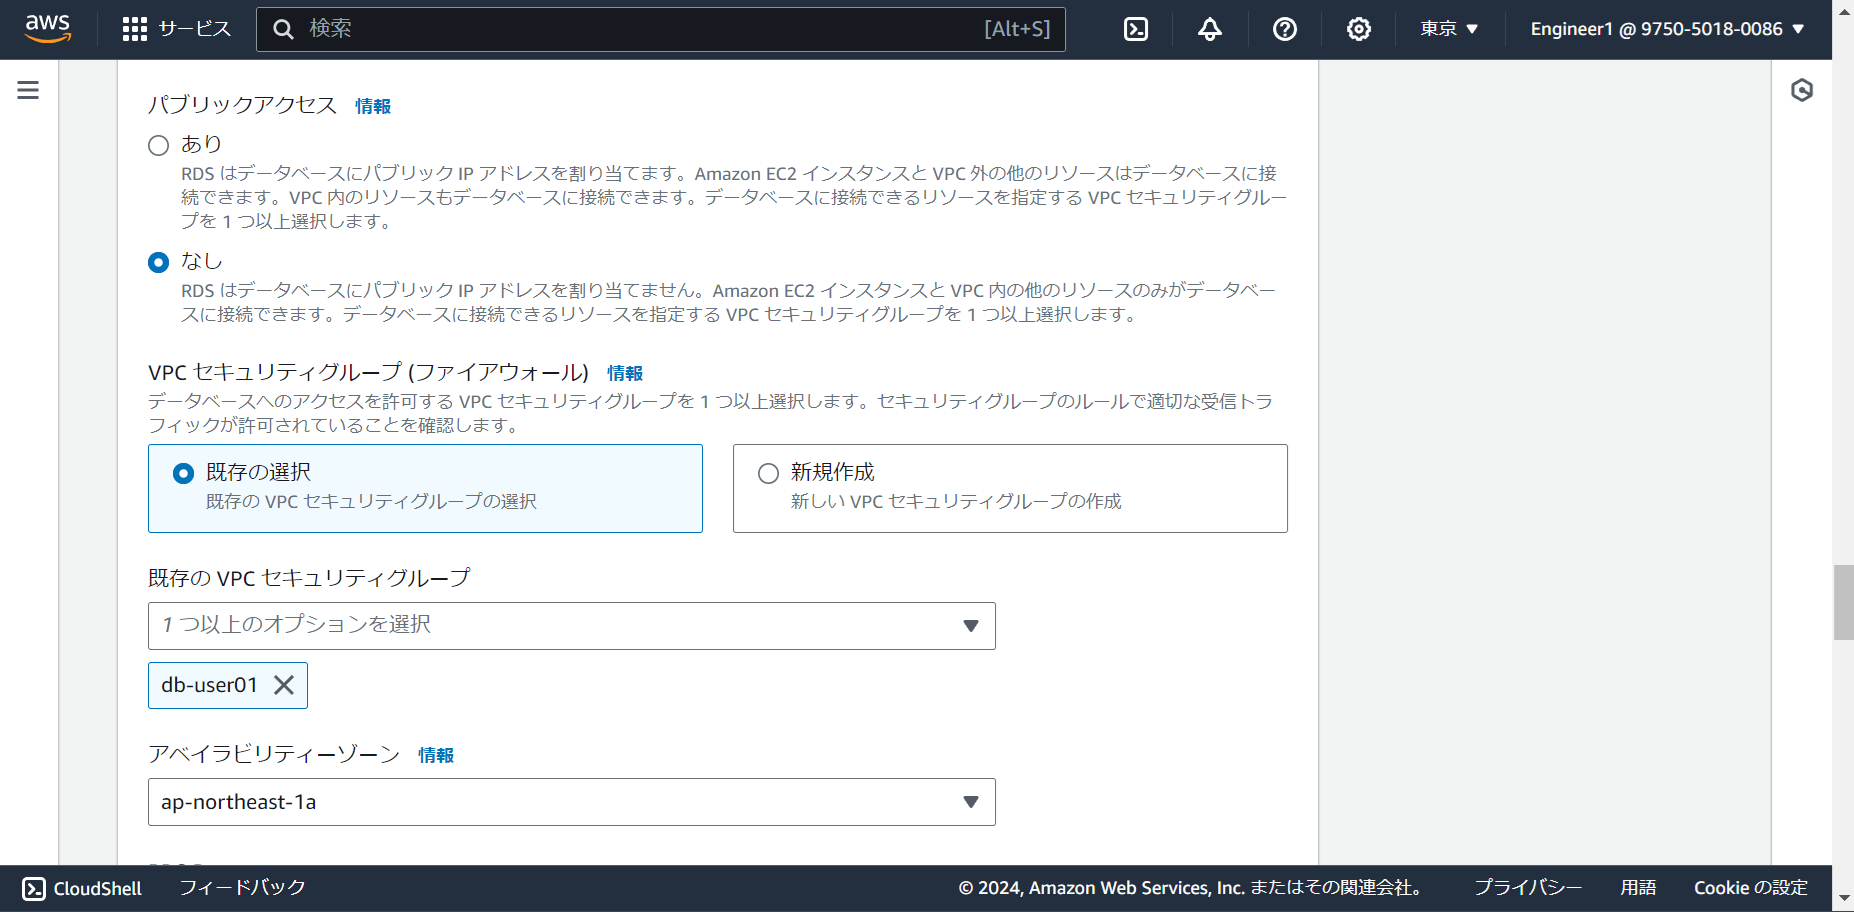 aws
サービス
検索
[Alt+S]
東京
Engineer1 @ 9750-5018-0086
パブリックアクセス 情報
あり
RDS はデータベースにパブリック IP アドレスを割り当てます。Amazon EC2 インスタンスと VPC 外の他のリソースはデータベースに接
続できます。VPC 内のリソースもデータベースに接続できます。データベースに接続できるリソースを指定する VPC セキュリティグルー
プを 1 つ以上選択します。
なし
RDS はデータベースにパブリック IP アドレスを割り当てません。Amazon EC2 インスタンスと VPC 内の他のリソースのみがデータベー
スに接続できます。データベースに接続できるリソースを指定する VPC セキュリティグループを 1 つ以上選択します。
VPC セキュリティグループ (ファイアウォール) 情報
データベースへのアクセスを許可する VPC セキュリティグループを 1 つ以上選択します。セキュリティグループのルールで適切な受信トラ
フィックが許可されていることを確認します。
既存の選択
既存の VPC セキュリティグループの選択
新規作成
新しい VPC セキュリティグループの作成
既存の VPC セキュリティグループ
1 つ以上のオプションを選択
db-user01
アベイラビリティーゾーン 情報
ap-northeast-1a
CloudShell
フィードバック
© 2024, Amazon Web Services, Inc. またはその関連会社。
プライバシー
用語
Cookie の設定